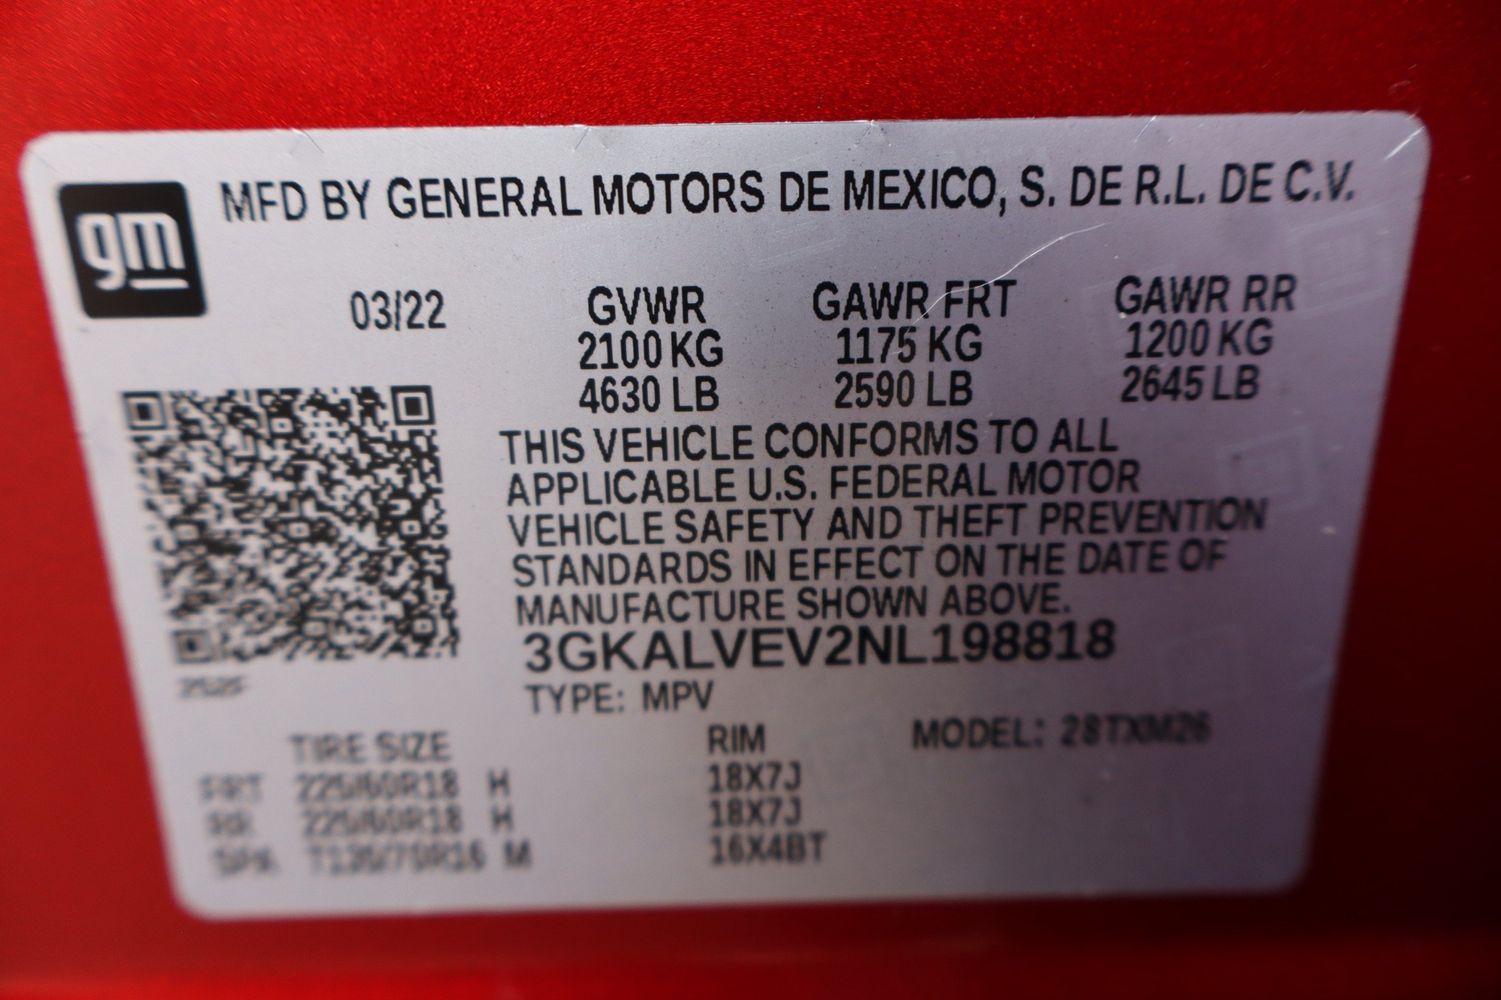 gm
MFD BY GENERAL MOTORS DE MEXICO, S. DE R.L. DE C.V.
03/22 GVWR GAWR FRT GAWR RR
2100 KG 1175 KG 1200 KG
4630 LB 2590 LB 2645 LB
THIS VEHICLE CONFORMS TO ALL
APPLICABLE U.S. FEDERAL MOTOR
VEHICLE SAFETY AND THEFT PREVENTION
STANDARDS IN EFFECT ON THE DATE OF
MANUFACTURE SHOWN ABOVE.
3GKALVEV2NL198818
TYPE: MPV
TIRE SIZE RIM MODEL: 28TXM26
FRT 225/60R18 H 18X7J
RR 225/60R18 H 18X7J
SPA T135/70R16 M 16X4BT